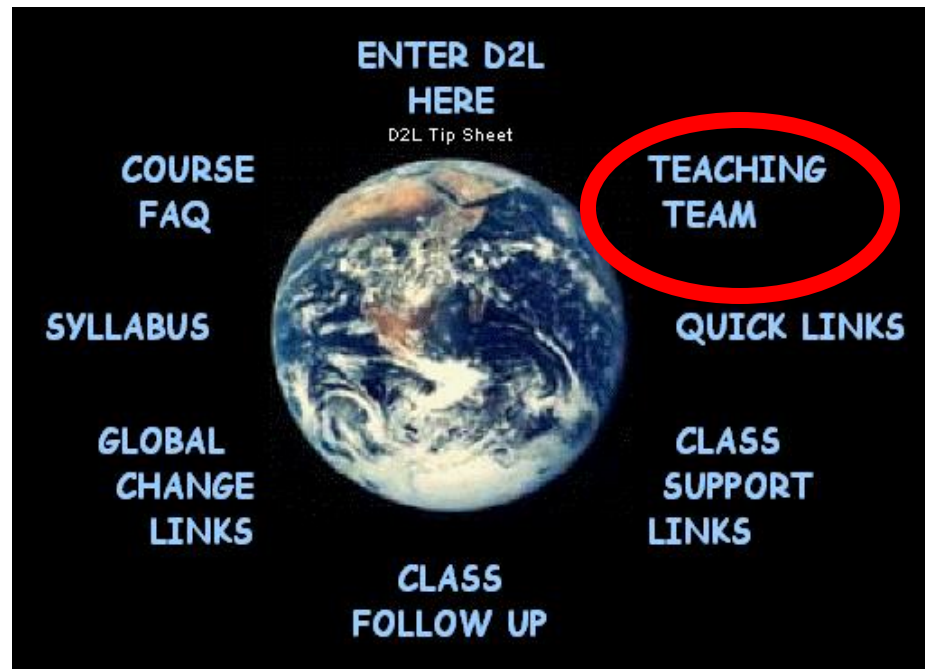 ENTER D2L
HERE
D2L Tip Sheet
COURSE
FAQ
TEACHING
TEAM
SYLLABUS
QUICK LINKS
GLOBAL
CHANGE
LINKS
CLASS
SUPPORT
LINKS
CLASS
FOLLOW UP